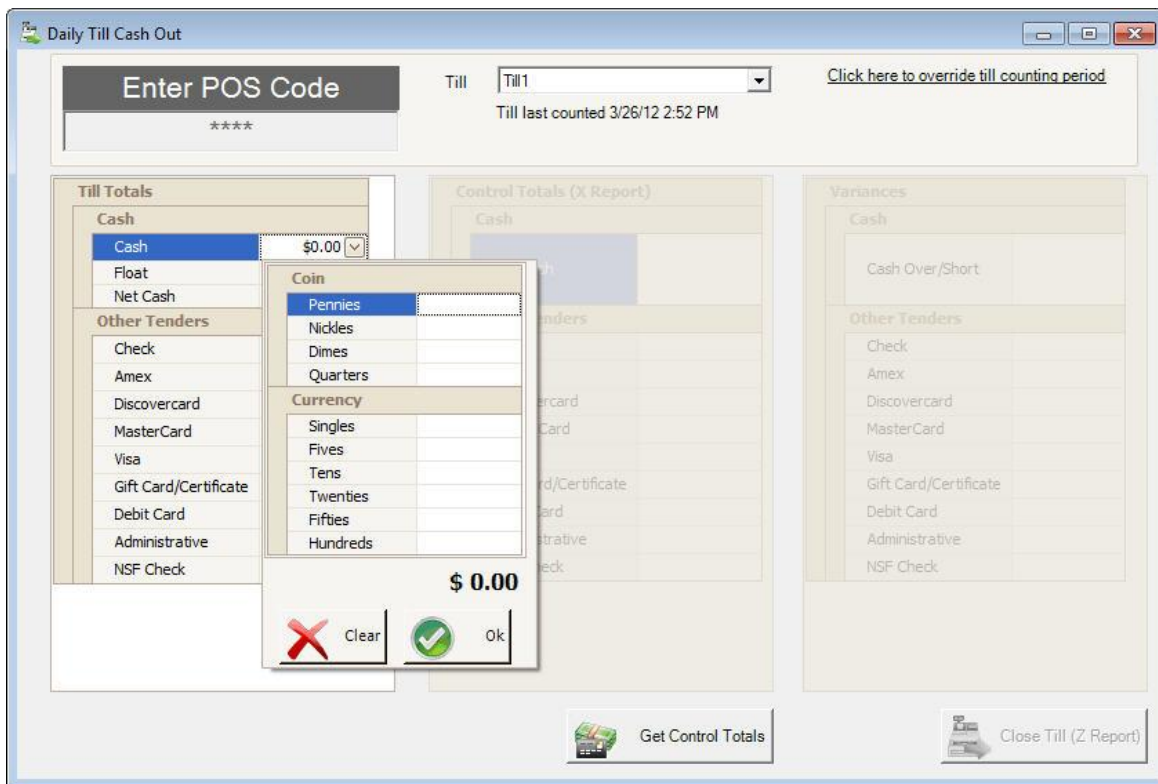 Daily Till Cash Out
Enter POS Code
****
Till
Till1
Till last counted 3/26/12 2:52 PM
Click here to override till counting period
Till Totals
Cash
Cash $0.00
Float
Net Cash
Other Tenders
Check
Amex
Discovercard
MasterCard
Visa
Gift Card/Certificate
Debit Card
Administrative
NSF Check
Coin
Pennies
Nickles
Dimes
Quarters
Currency
Singles
Fives
Tens
Twenties
Fifties
Hundreds
$ 0.00
Clear
Ok
Control Totals (X Report)
Cash
Variances
Cash
Cash Over/Short
Other Tenders
Check
Amex
Discovercard
MasterCard
Visa
Gift Card/Certificate
Debit Card
Administrative
NSF Check
Get Control Totals
Close Till (Z Report)